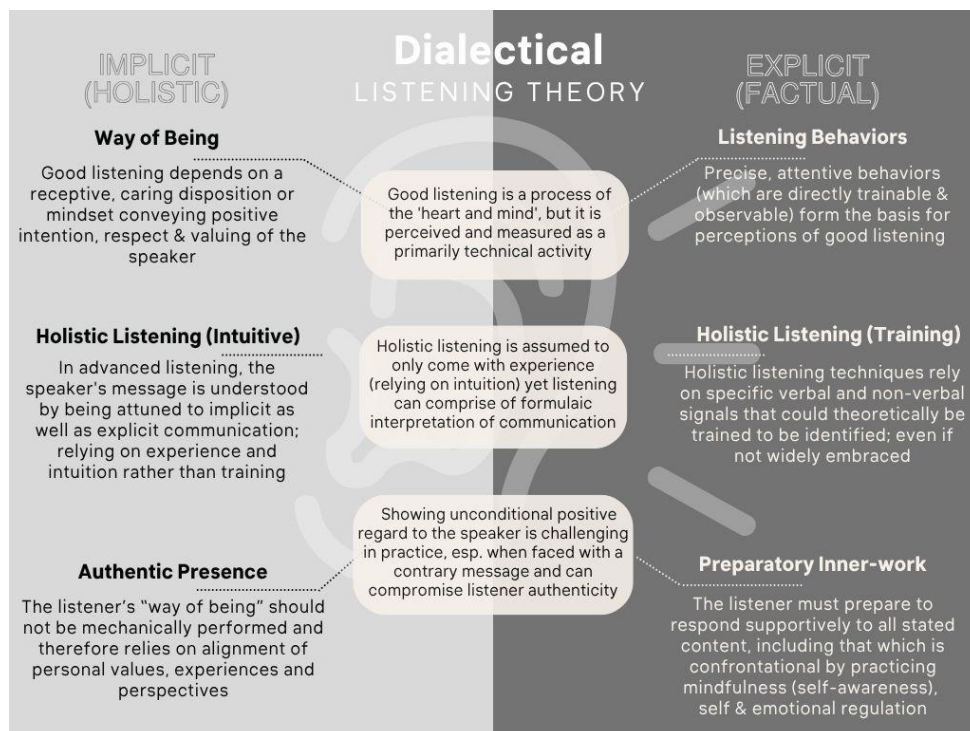 Dialectical
LISTENING THEORY
IMPLICIT
(HOLISTIC)
EXPLICIT
(FACTUAL)
Way of Being
Good listening depends on a
receptive, caring disposition or
mindset conveying positive
intention, respect & valuing of the
speaker
Good listening is a process of
the 'heart and mind', but it is
perceived and measured as a
primarily technical activity
Listening Behaviors
Precise, attentive behaviors
(which are directly trainable &
observable) form the basis for
perceptions of good listening
Holistic Listening (Intuitive)
In advanced listening, the
speaker's message is understood
by being attuned to implicit as
well as explicit communication;
relying on experience and
intuition rather than training
Holistic listening is assumed to
only come with experience
(relying on intuition) yet listening
can comprise of formulaic
interpretation of communication
Holistic Listening (Training)
Holistic listening techniques rely
on specific verbal and non-verbal
signals that could theoretically be
trained to be identified; even if
not widely embraced
Authentic Presence
The listener's “way of being” should
not be mechanically performed and
therefore relies on alignment of
personal values, experiences and
perspectives
Showing unconditional positive
regard to the speaker is challenging
in practice, esp. when faced with a
contrary message and can
compromise listener authenticity
Preparatory Inner-work
The listener must prepare to
respond supportively to all stated
content, including that which is
confrontational by practicing
mindfulness (self-awareness),
self & emotional regulation